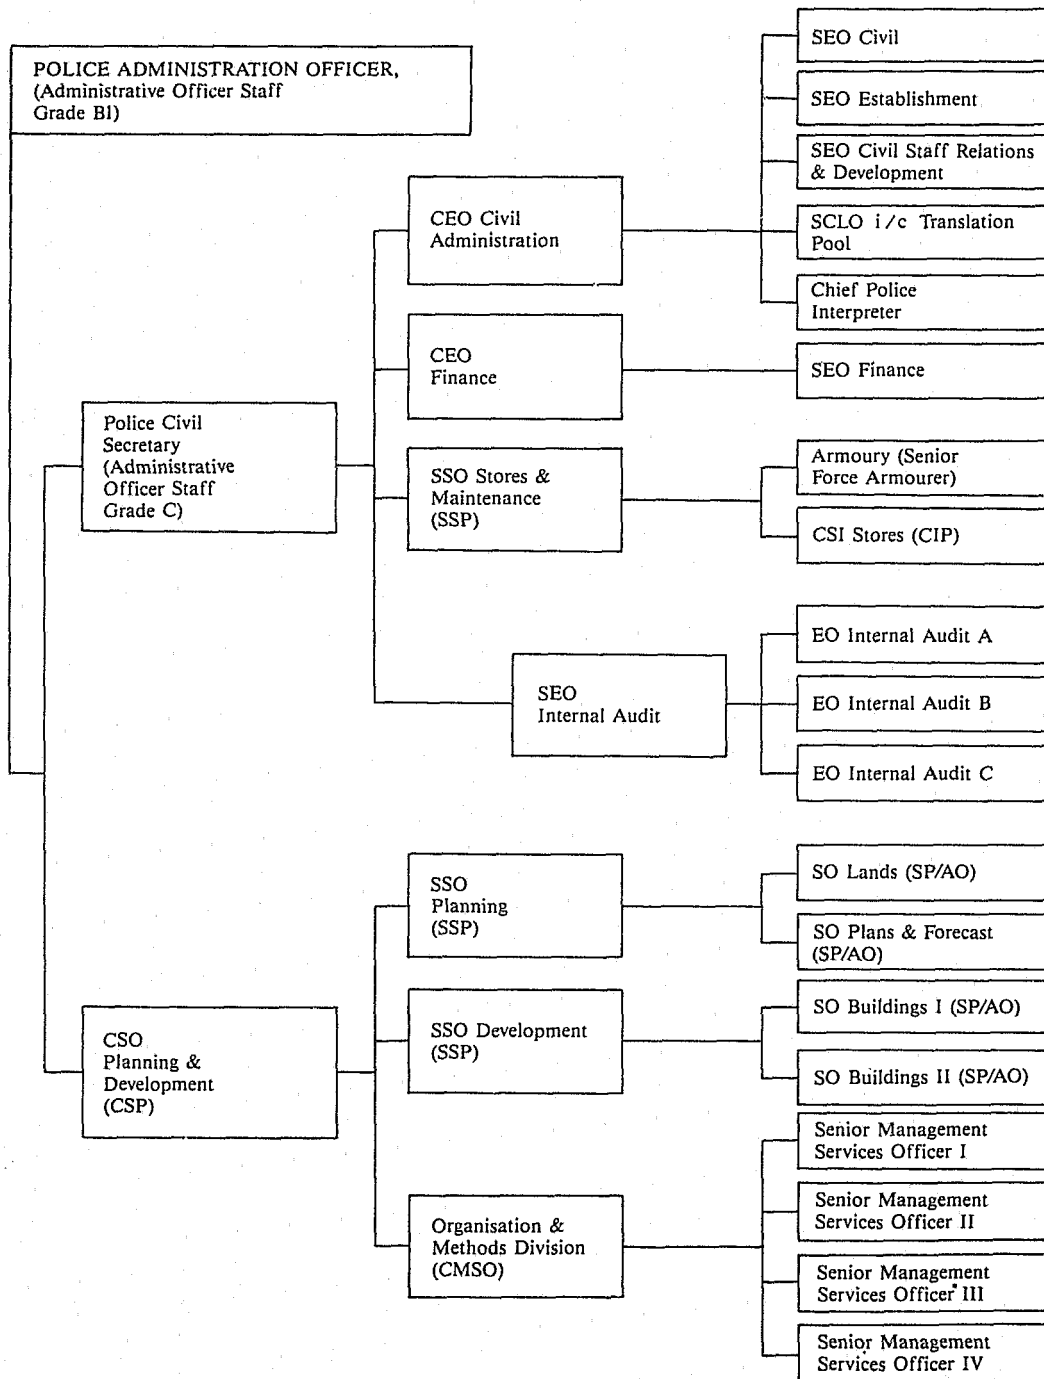 POLICE ADMINISTRATION OFFICER,
(Administrative Officer Staff
Grade B1)
Police Civil
Secretary
(Administrative
Officer Staff
Grade C)
CEO Civil
Administration
SEO Civil
SEO Establishment
SEO Civil Staff Relations
& Development
SCLO i/c Translation
Pool
Chief Police
Interpreter
CEO
Finance
SEO Finance
SSO Stores &
Maintenance
(SSP)
Armoury (Senior
Force Armourer)
CSI Stores (CIP)
SEO
Internal Audit
EO Internal Audit A
EO Internal Audit B
EO Internal Audit C
CSO
Planning &
Development
(CSP)
SSO
Planning
(SSP)
SO Lands (SP/AO)
SO Plans & Forecast
(SP/AO)
SSO Development
(SSP)
SO Buildings I (SP/AO)
SO Buildings II (SP/AO)
Organisation &
Methods Division
(CMSO)
Senior Management
Services Officer I
Senior Management
Services Officer II
Senior Management
Services Officer III
Senior Management
Services Officer IV